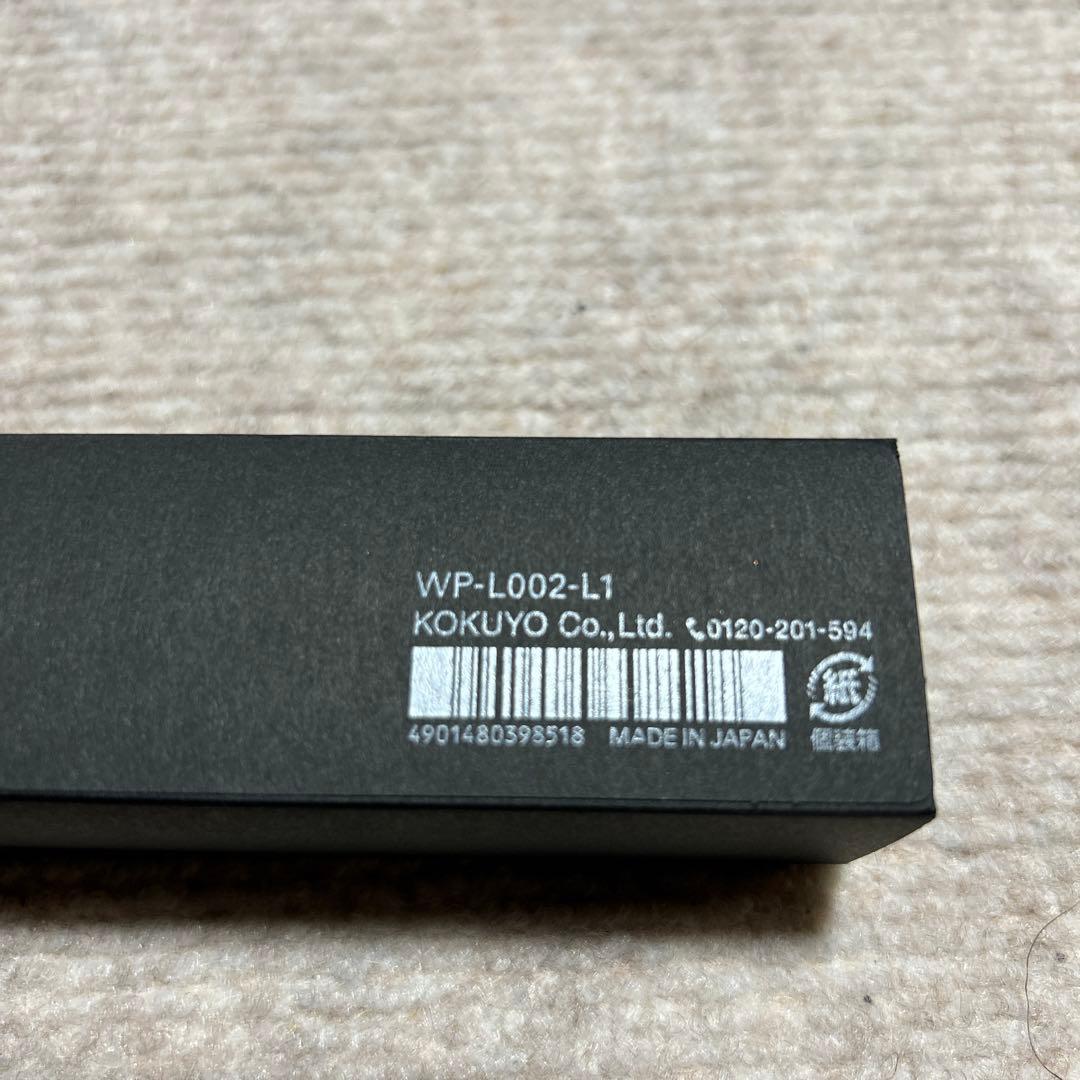 WP-L002-L1
KOKUYO Co.,Ltd. 0120-201-594
紙
4901480398518 MADE IN JAPAN 個装箱